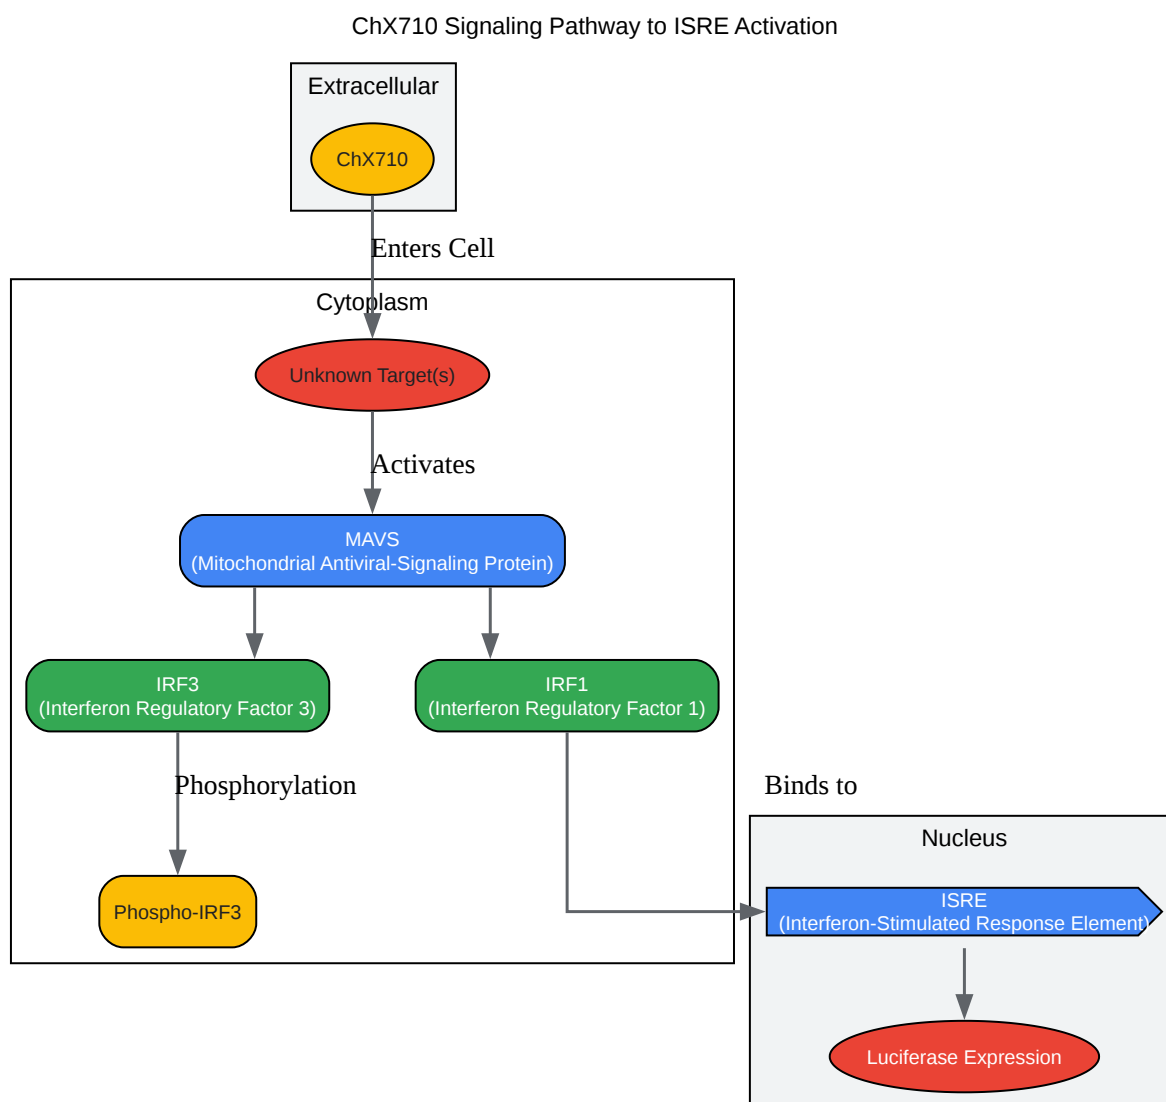 ChX710 Signaling Pathway to ISRE Activation
Extracellular
ChX710
Enters Cell
Cytoplasm
Unknown Target(s)
Activates
MAVS
(Mitochondrial Antiviral-Signaling Protein)
IRF3
(Interferon Regulatory Factor 3)
IRF1
(Interferon Regulatory Factor 1)
Phosphorylation
Binds to
Nucleus
Phospho-IRF3
ISRE
(Interferon-Stimulated Response Element)
Luciferase Expression